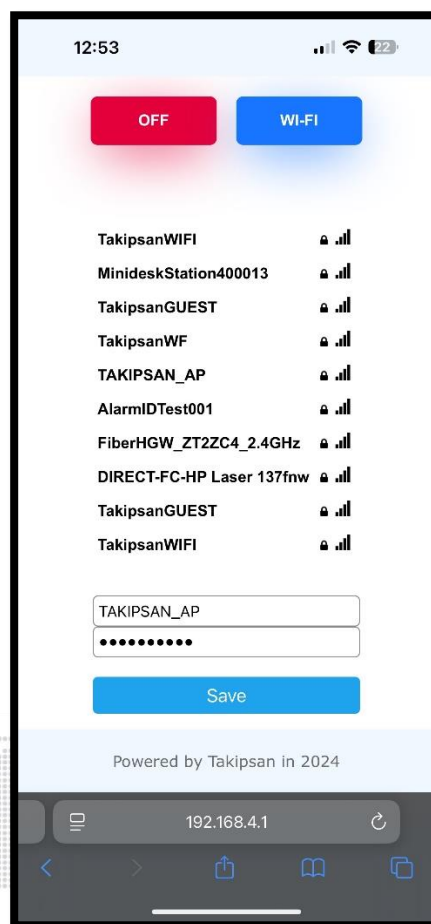 12:53
22
OFF WI-FI
TakipsanWIFI
MinideskStation400013
TakipsanGUEST
TakipsanWF
TAKIPSAN_AP
AlarmIDTest001
FiberHGW_ZT2ZC4_2.4GHz
DIRECT-FC-HP Laser 137fnw
TakipsanGUEST
TakipsanWIFI
TAKIPSAN_AP
••••••••••
Save
Powered by Takipsan in 2024
192.168.4.1